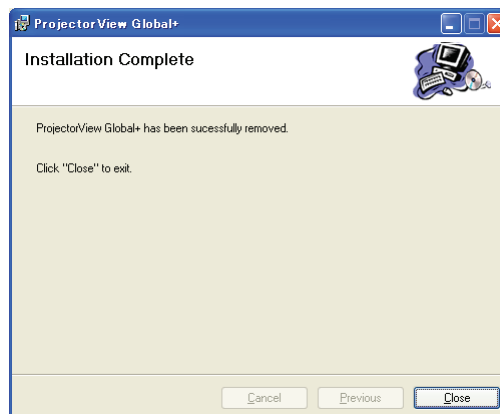 ProjectorView Global+
Installation Complete
ProjectorView Global+ has been sucessfully removed.
Click "Close" to exit.
Cancel Previous Close